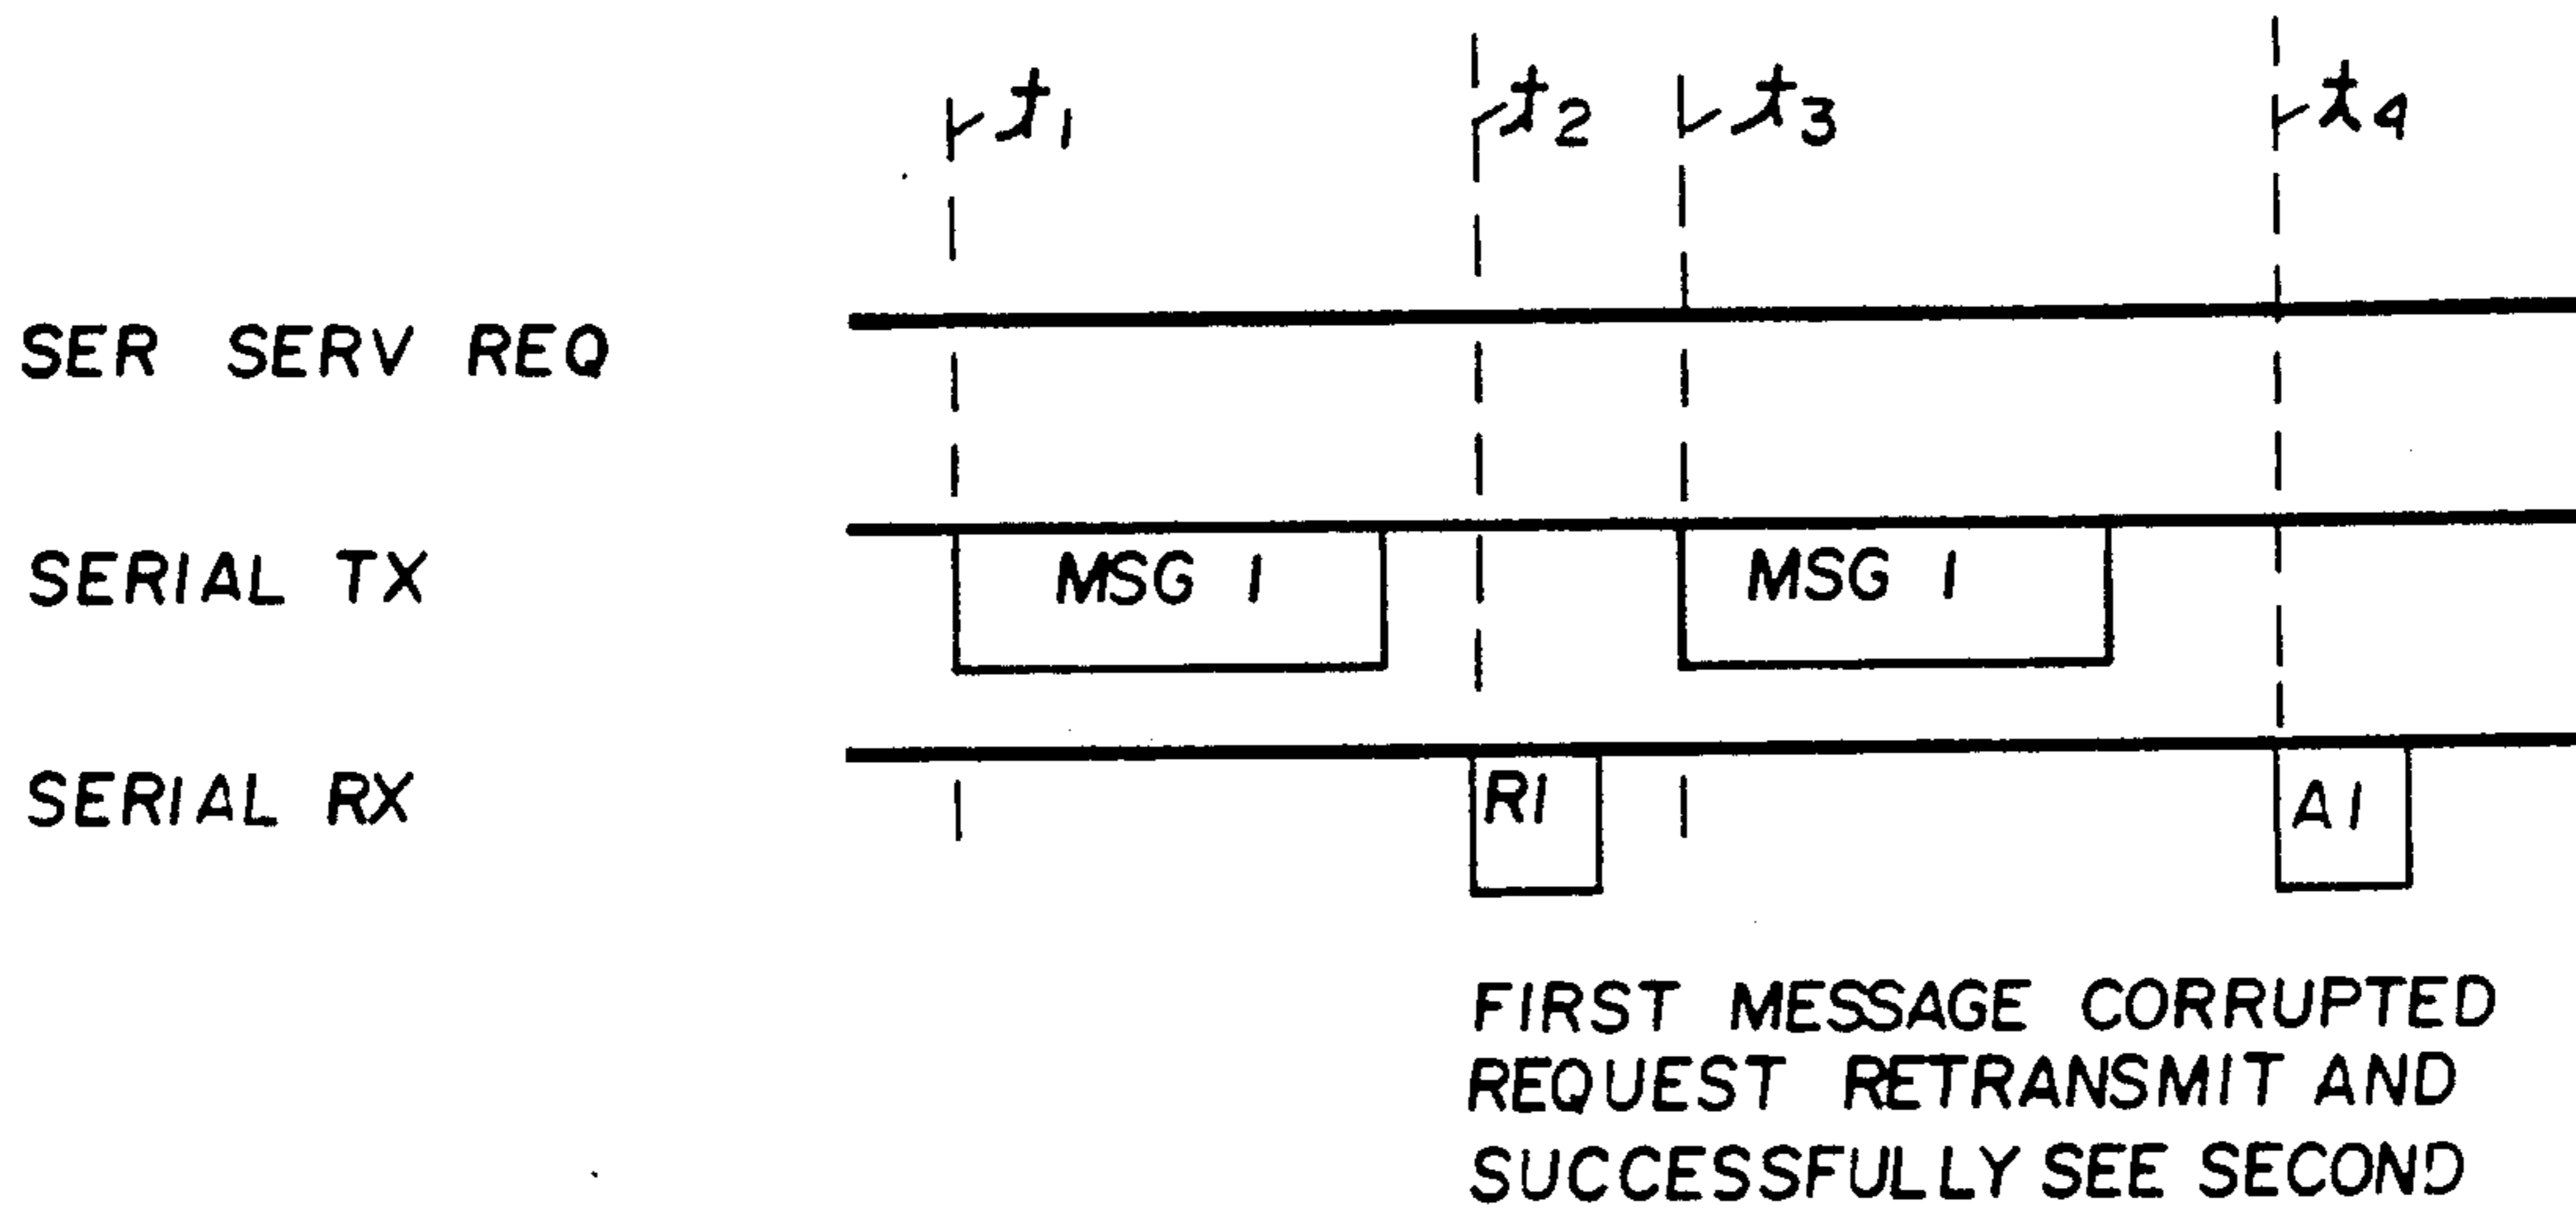 t1 t2 t3 t4
SER SERV REQ
SERIAL TX MSG 1 MSG 1
SERIAL RX R1 A1
FIRST MESSAGE CORRUPTED
REQUEST RETRANSMIT AND
SUCCESSFULLY SEE SECOND